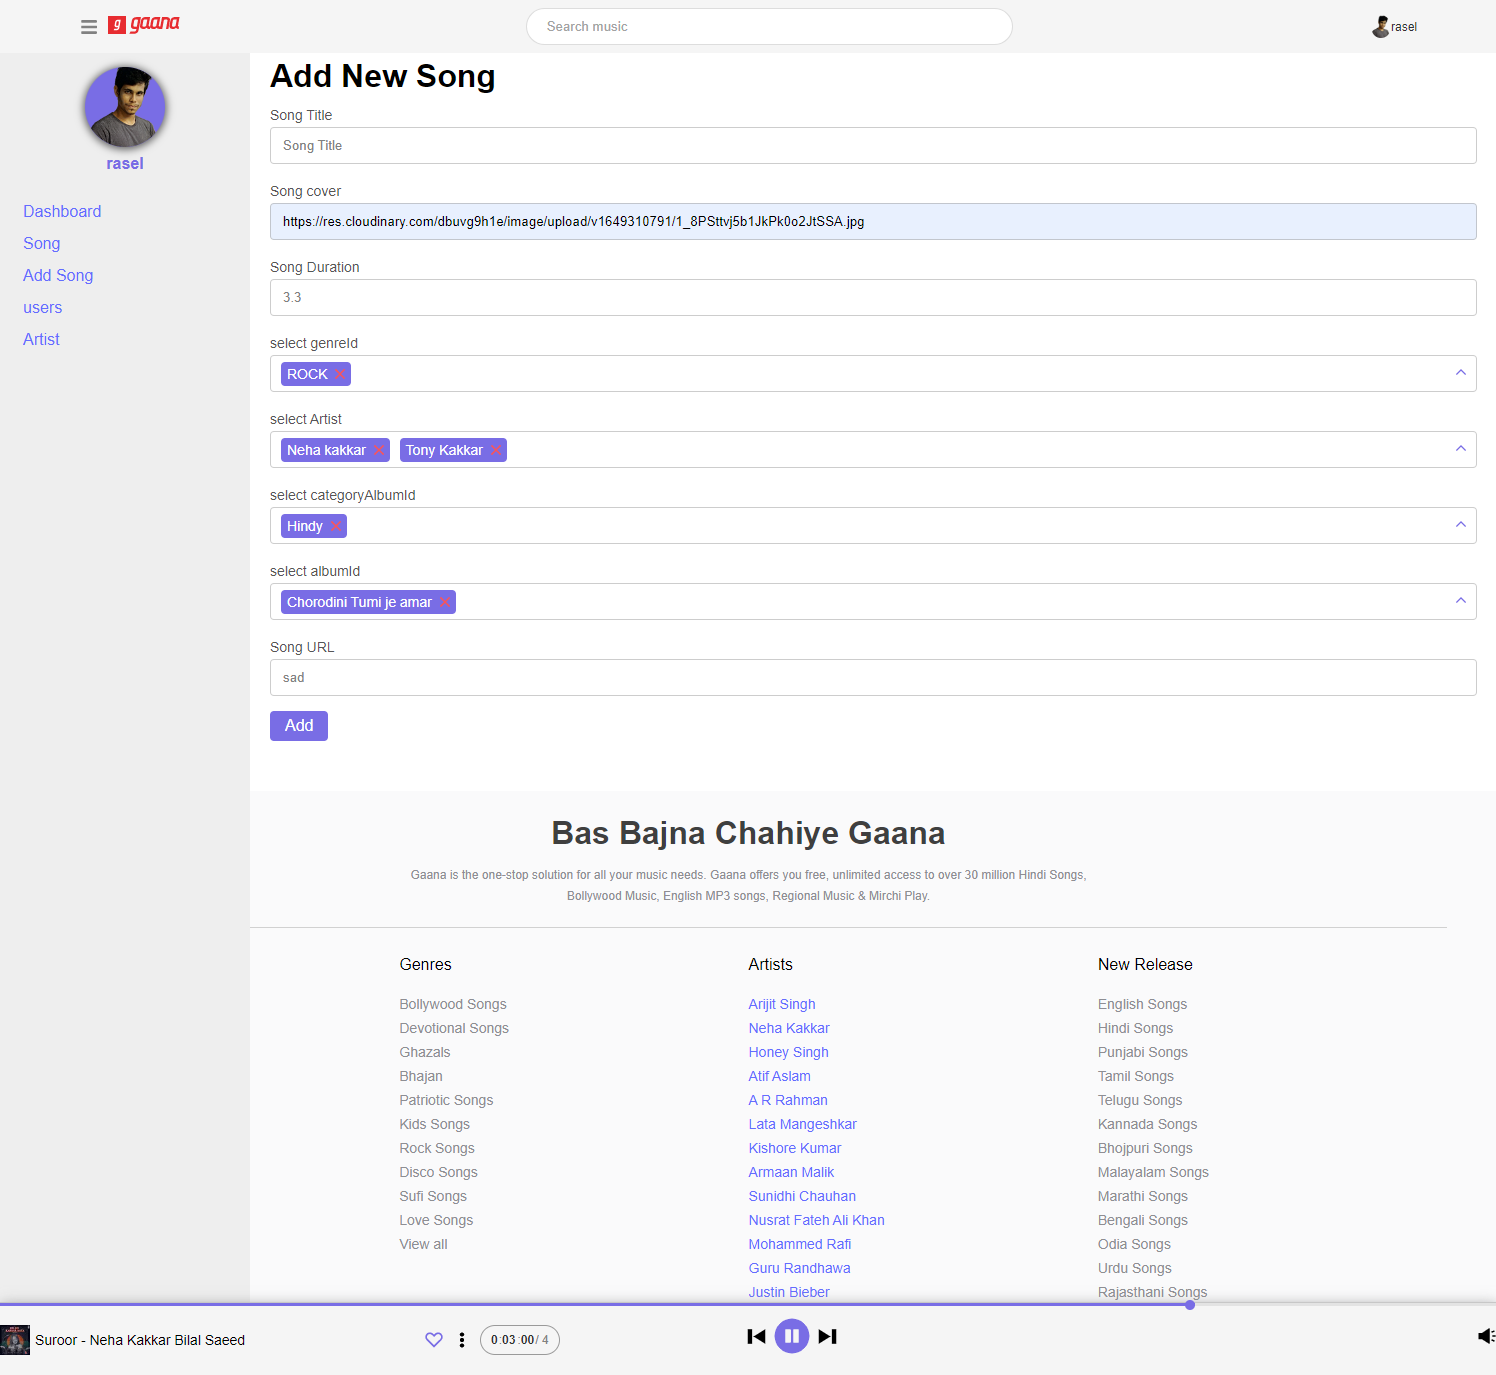 g gaana
Search music
rasel
rasel
Dashboard
Song
Add Song
users
Artist
Add New Song
Song Title
Song Title
Song cover
https://res.cloudinary.com/dbuvg9h1e/image/upload/v1649310791/1_8PSttvj5b1JkPk0o2JtSSA.jpg
Song Duration
3.3
select genreId
ROCK
select Artist
Neha kakkar Tony Kakkar
select categoryAlbumId
Hindy
select albumId
Chorodini Tumi je amar
Song URL
sad
Add
Bas Bajna Chahiye Gaana
Gaana is the one-stop solution for all your music needs. Gaana offers you free, unlimited access to over 30 million Hindi Songs,
Bollywood Music, English MP3 songs, Regional Music & Mirchi Play.
Genres
Bollywood Songs
Devotional Songs
Ghazals
Bhajan
Patriotic Songs
Kids Songs
Rock Songs
Disco Songs
Sufi Songs
Love Songs
View all
Artists
Arijit Singh
Neha Kakkar
Honey Singh
Atif Aslam
A R Rahman
Lata Mangeshkar
Kishore Kumar
Armaan Malik
Sunidhi Chauhan
Nusrat Fateh Ali Khan
Mohammed Rafi
Guru Randhawa
Justin Bieber
New Release
English Songs
Hindi Songs
Punjabi Songs
Tamil Songs
Telugu Songs
Kannada Songs
Bhojpuri Songs
Malayalam Songs
Marathi Songs
Bengali Songs
Odia Songs
Urdu Songs
Rajasthani Songs
Suroor - Neha Kakkar Bilal Saeed
0:03 :00/ 4